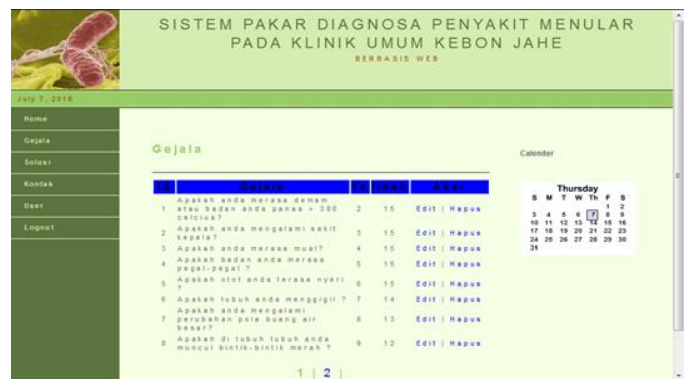 SISTEM PAKAR DIAGNOSA PENYAKIT MENULAR
PADA KLINIK UMUM KEBON JAHE
BERBASIS WEB
July 7, 2016
Home
Gejala
Solusi
Kontak
User
Logout
Gejala
Id Gejala Ya Tidak Aksi
1 Apakah anda merasa demam
atau badan anda panas + 380
celcius? 2 15 Edit | Hapus
2 Apakah anda mengalami sakit
kepala? 3 15 Edit | Hapus
3 Apakah anda merasa mual? 4 15 Edit | Hapus
4 Apakah badan anda merasa
pegal-pegal ? 5 15 Edit | Hapus
5 Apakah otot anda terasa nyeri
? 6 15 Edit | Hapus
6 Apakah tubuh anda menggigil ? 7 14 Edit | Hapus
7 Apakah anda mengalami
perubahan pola buang air
besar? 8 13 Edit | Hapus
8 Apakah di tubuh tubuh anda
muncul bintik-bintik merah ? 9 12 Edit | Hapus
1 | 2 |
Calender
Thursday
S M T W Th F S
1 2
3 4 5 6 7 8 9
10 11 12 13 14 15 16
17 18 19 20 21 22 23
24 25 26 27 28 29 30
31